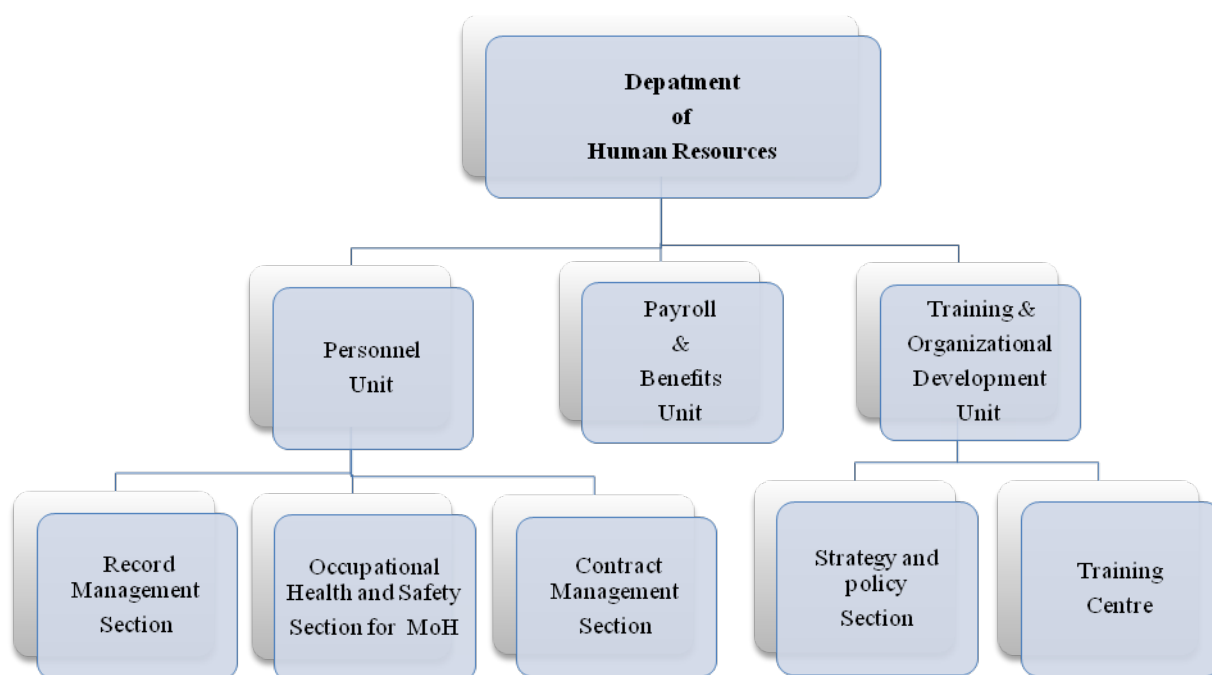 Depatment
of
Human Resources
Personnel
Unit
Payroll
&
Benefits
Unit
Training &
Organizational
Development
Unit
Record
Management
Section
Occupational
Health and Safety
Section for MoH
Contract
Management
Section
Strategy and
policy
Section
Training
Centre